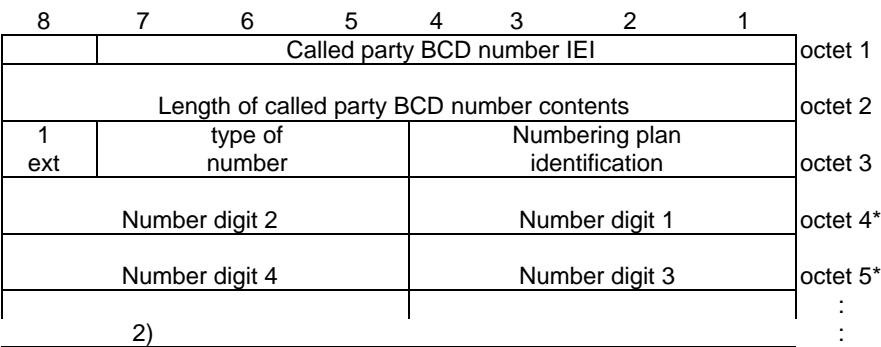 8 7 6 5 4 3 2 1
Called party BCD number IEI octet 1
Length of called party BCD number contents octet 2
1 type of Numbering plan
ext number identification octet 3
Number digit 2 Number digit 1 octet 4*
Number digit 4 Number digit 3 octet 5*
:
2) :